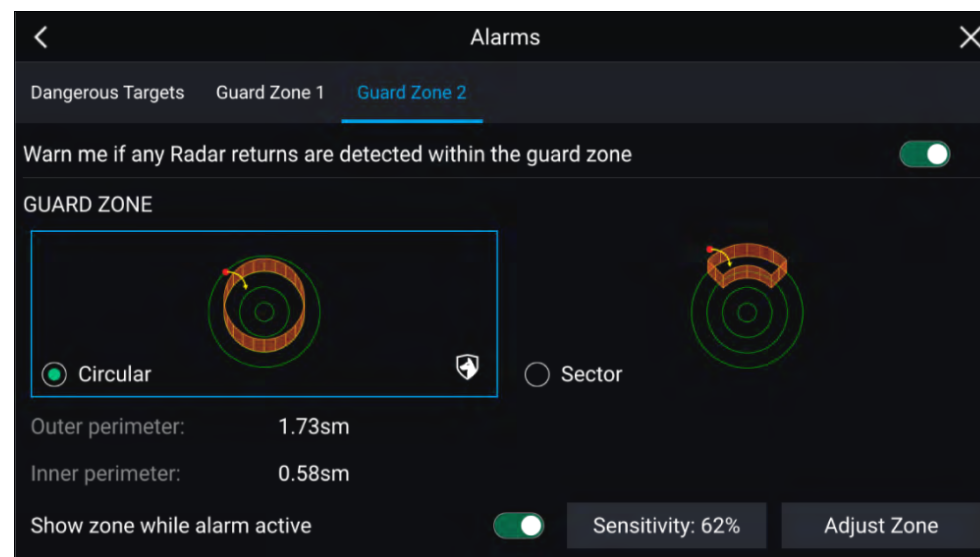 Alarms
Dangerous Targets Guard Zone 1 Guard Zone 2
Warn me if any Radar returns are detected within the guard zone
GUARD ZONE
Circular Sector
Outer perimeter: 1.73sm
Inner perimeter: 0.58sm
Show zone while alarm active Sensitivity: 62% Adjust Zone